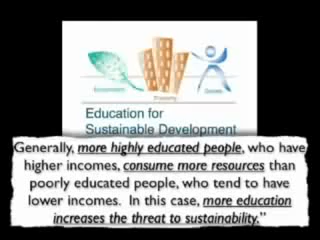 Education for
Sustainable Development
Generally, more highly educated people, who have
higher incomes, consume more resources than
poorly educated people, who tend to have
lower incomes. In this case, more education
increases the threat to sustainability."